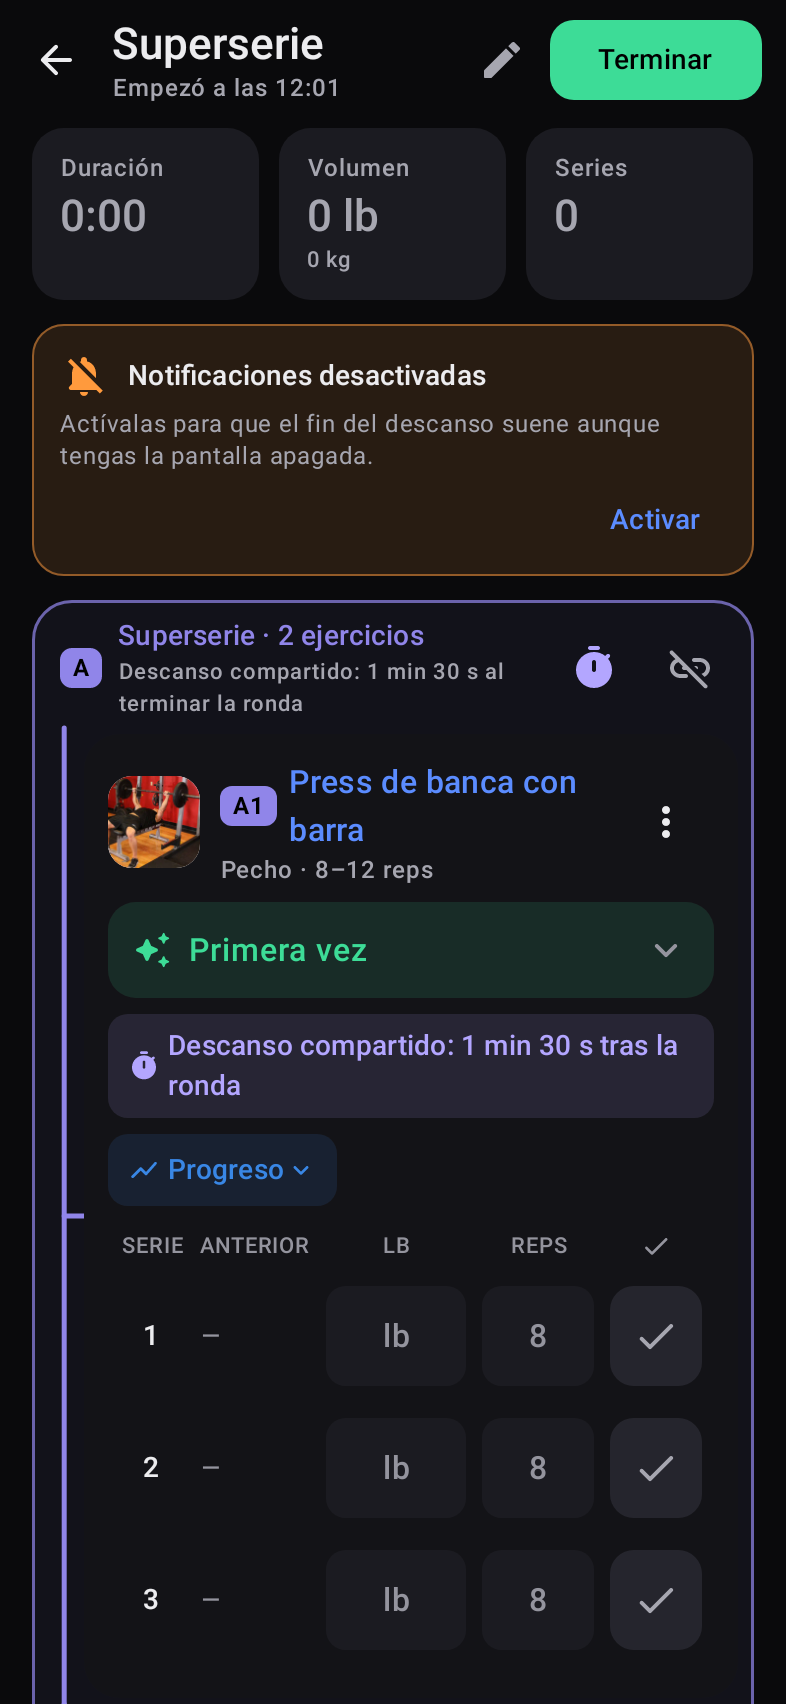 Superserie
Empezó a las 12:01
Terminar
Duración
0:00
Volumen
0 lb
0 kg
Series
0
Notificaciones desactivadas
Actívalas para que el fin del descanso suene aunque
tengas la pantalla apagada.
Activar
A
Superserie · 2 ejercicios
Descanso compartido: 1 min 30 s al
terminar la ronda
A1
Press de banca con
barra
Pecho · 8–12 reps
Primera vez
Descanso compartido: 1 min 30 s tras la
ronda
Progreso
SERIE ANTERIOR LB REPS
1 – lb 8
2 – lb 8
3 – lb 8